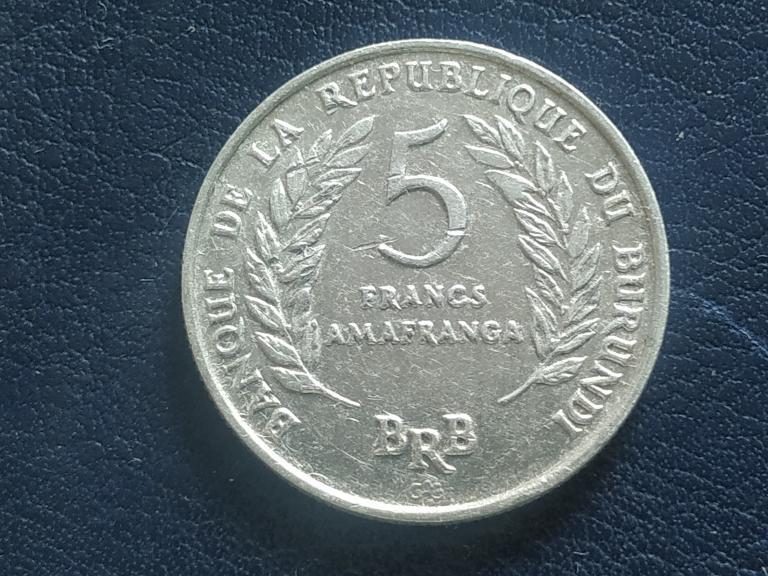 BANQUE DE LA REPUBLIQUE DU BURUNDI
5
FRANCS
AMAFRANGA
BRB